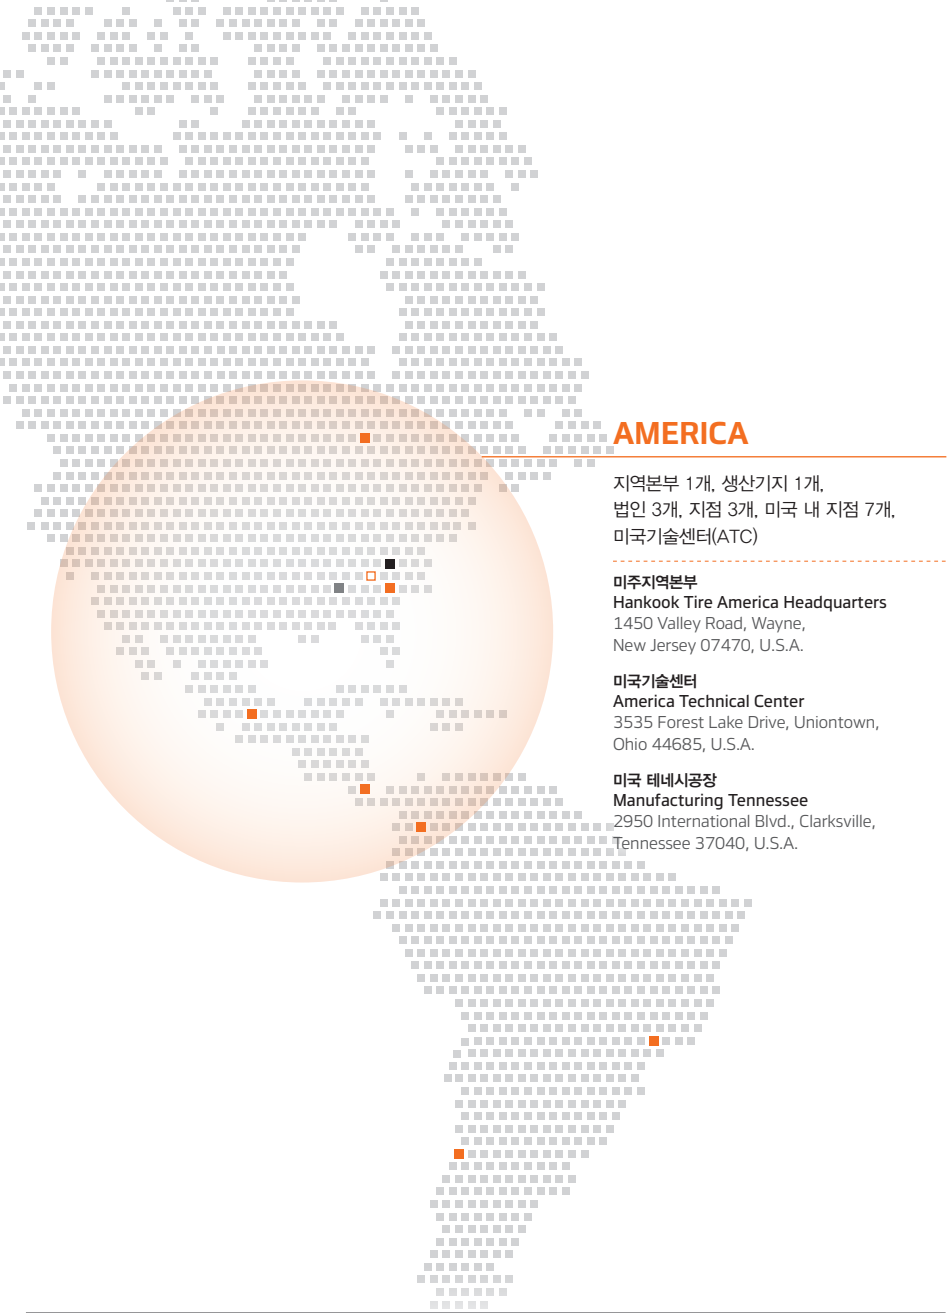 AMERICA
지역본부 1개, 생산기지 1개,
법인 3개, 지점 3개, 미국 내 지점 7개,
미국기술센터(ATC)
미주지역본부
Hankook Tire America Headquarters
1450 Valley Road, Wayne,
New Jersey 07470, U.S.A.
미국기술센터
America Technical Center
3535 Forest Lake Drive, Uniontown,
Ohio 44685, U.S.A.
미국 테네시공장
Manufacturing Tennessee
2950 International Blvd., Clarksville,
Tennessee 37040, U.S.A.